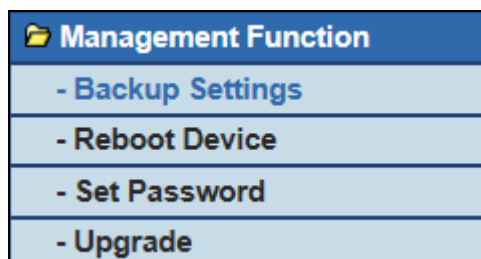 Management Function
- Backup Settings
- Reboot Device
- Set Password
- Upgrade